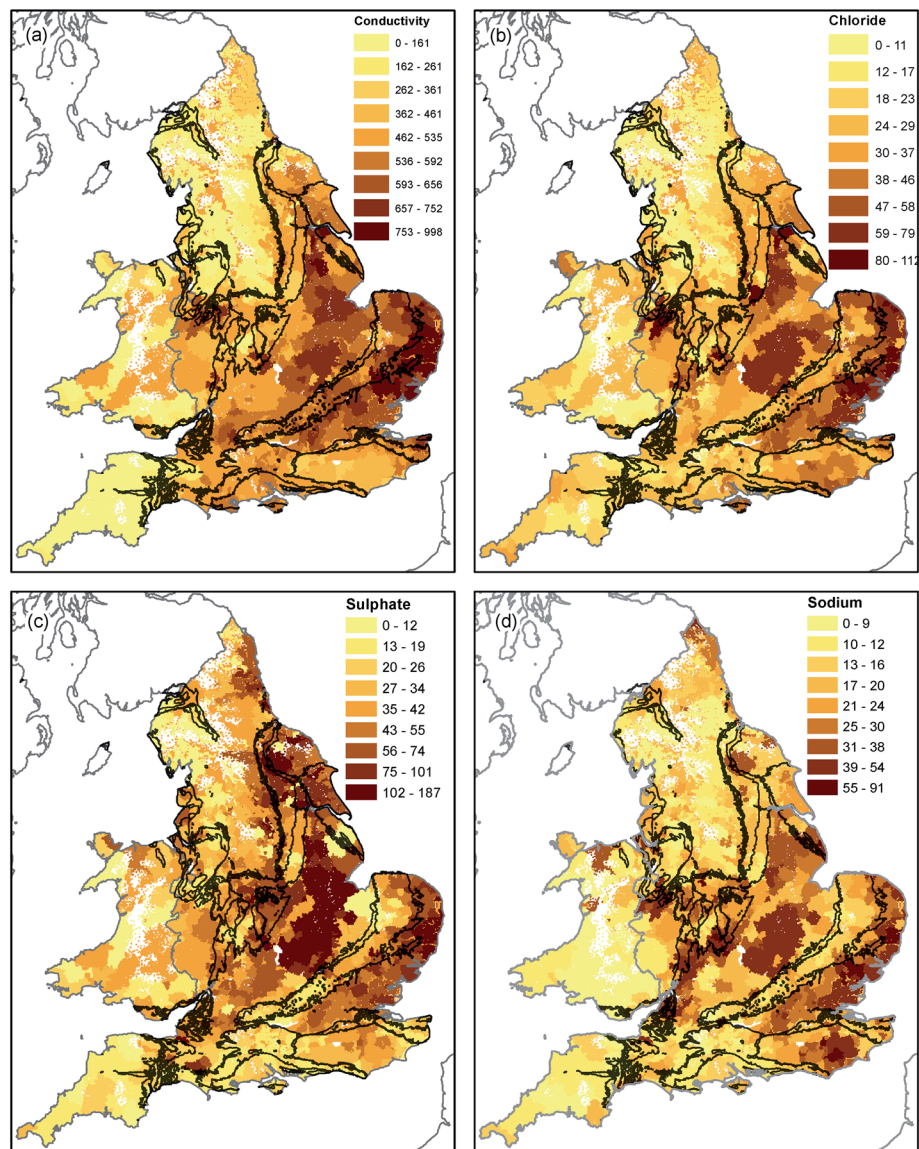 (a)
Conductivity
0 - 161
162 - 261
262 - 361
362 - 461
462 - 535
536 - 592
593 - 656
657 - 752
753 - 998
(b)
Chloride
0 - 11
12 - 17
18 - 23
24 - 29
30 - 37
38 - 46
47 - 58
59 - 79
80 - 112
(c)
Sulphate
0 - 12
13 - 19
20 - 26
27 - 34
35 - 42
43 - 55
56 - 74
75 - 101
102 - 187
(d)
Sodium
0 - 9
10 - 12
13 - 16
17 - 20
21 - 24
25 - 30
31 - 38
39 - 54
55 - 91